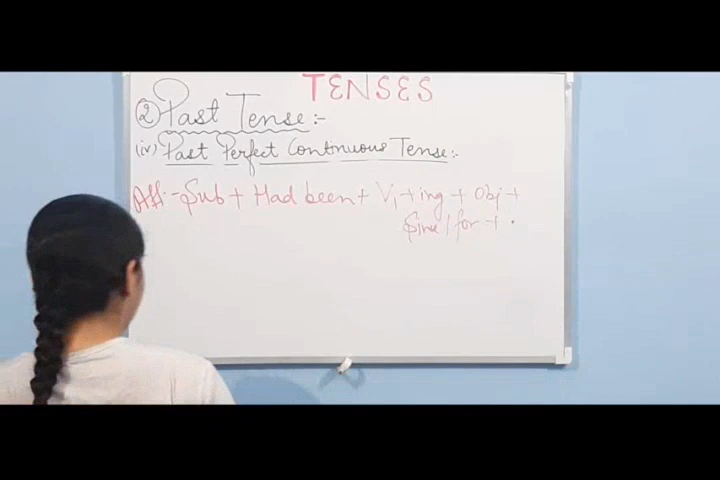 TENSES
② Past Tense :-
(iv) Past Perfect Continuous Tense:-
Aff:- Sub + Had been + V₁ + ing + Obj +
Since / for + .